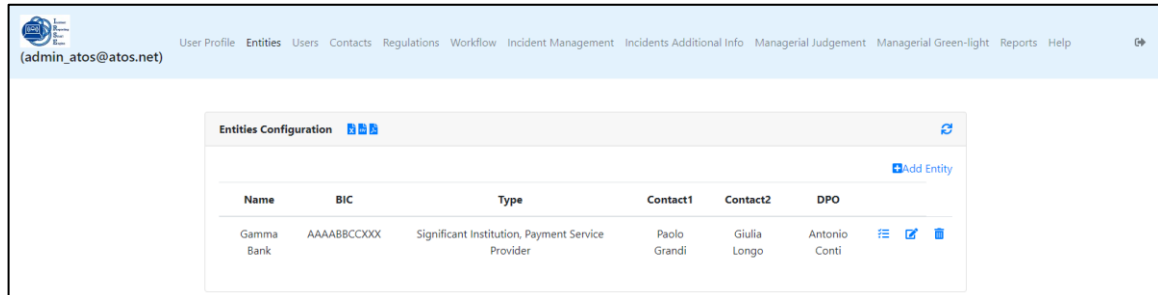 (admin_atos@atos.net)
User Profile Entities Users Contacts Regulations Workflow Incident Management Incidents Additional Info Managerial Judgement Managerial Green-light Reports Help
Entities Configuration
Add Entity
Name BIC Type Contact1 Contact2 DPO
Gamma Bank AAAABBCCXXX Significant Institution, Payment Service Provider Paolo Grandi Giulia Longo Antonio Conti